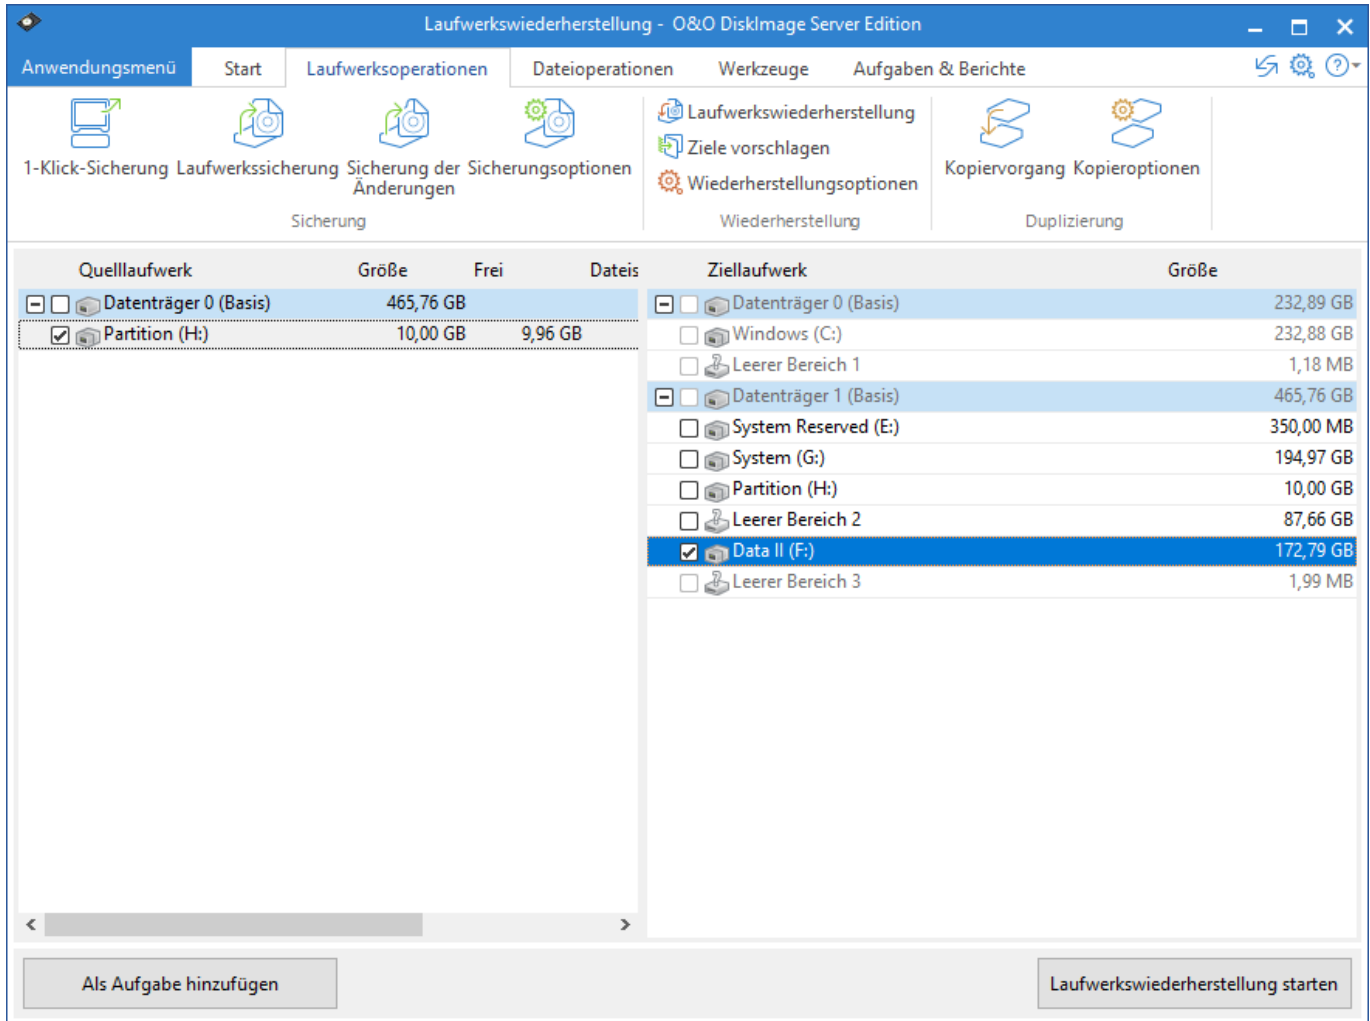 Laufwerkswiederherstellung - O&O DiskImage Server Edition
Anwendungsmenü Start Laufwerksoperationen Dateioperationen Werkzeuge Aufgaben & Berichte
1-Klick-Sicherung Laufwerkssicherung Sicherung der Änderungen Sicherungsoptionen
Sicherung
Laufwerkswiederherstellung
Ziele vorschlagen
Wiederherstellungsoptionen
Wiederherstellung
Kopiervorgang Kopieroptionen
Duplizierung
Quelllaufwerk Größe Frei Dateis
Datenträger 0 (Basis) 465,76 GB
Partition (H:) 10,00 GB 9,96 GB
Ziellaufwerk Größe
Datenträger 0 (Basis) 232,89 GB
Windows (C:) 232,88 GB
Leerer Bereich 1 1,18 MB
Datenträger 1 (Basis) 465,76 GB
System Reserved (E:) 350,00 MB
System (G:) 194,97 GB
Partition (H:) 10,00 GB
Leerer Bereich 2 87,66 GB
Data II (F:) 172,79 GB
Leerer Bereich 3 1,99 MB
Als Aufgabe hinzufügen
Laufwerkswiederherstellung starten